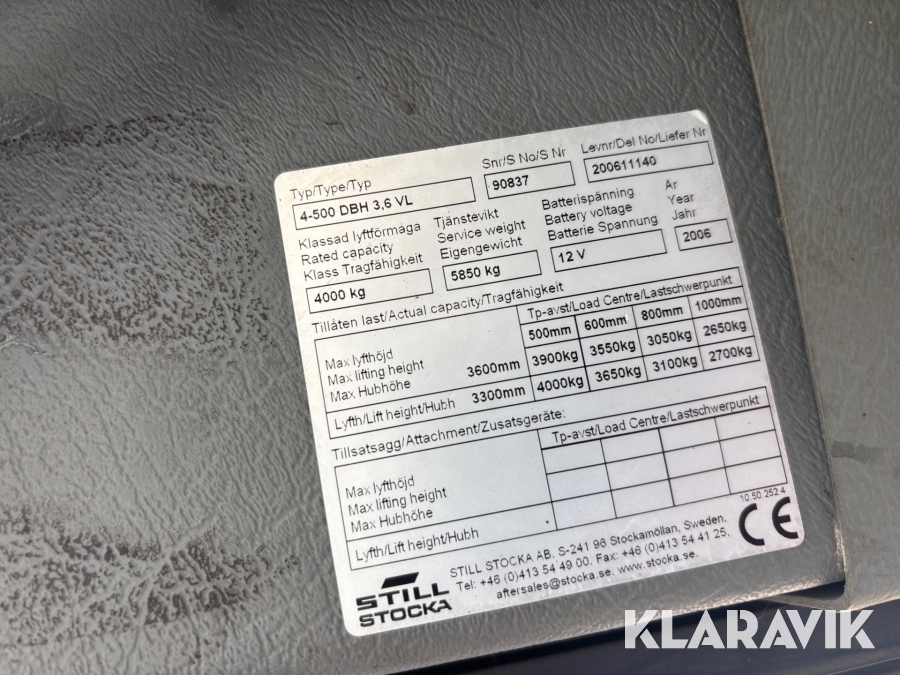 Typ/Type/Typ
4-500 DBH 3,6 VL
Snr/S No/S Nr
90837
Levnr/Del No/Liefer Nr
200611140
Klassad lyftförmåga
Rated capacity
Klass Tragfähigkeit
4000 kg
Tjänstevikt
Service weight
Eigengewicht
5850 kg
Batterispänning
Battery voltage
Batterie Spannung
12 V
Ar
Year
Jahr
2006
Tillåten last/Actual capacity/Tragfähigkeit
Tp-avst/Load Centre/Lastschwerpunkt
500mm 600mm 800mm 1000mm
Max lyfthöjd
Max lifting height
Max Hubhöhe
3600mm 3900kg 3550kg 3050kg 2650kg
Lyfth/Lift height/Hubh 3300mm 4000kg 3650kg 3100kg 2700kg
Tillsatsagg/Attachment/Zusatsgeräte:
Tp-avst/Load Centre/Lastschwerpunkt
Max lyfthöjd
Max lifting height
Max Hubhöhe
Lyfth/Lift height/Hubh
10.50.252.4
CE
STILL
STOCKA
STILL STOCKA AB, S-241 96 Stockamöllan, Sweden.
Tel: +46 (0)413 54 49 00. Fax: +46 (0)413 54 41 25.
aftersales@stocka.se. www.stocka.se.
KLARAVIK